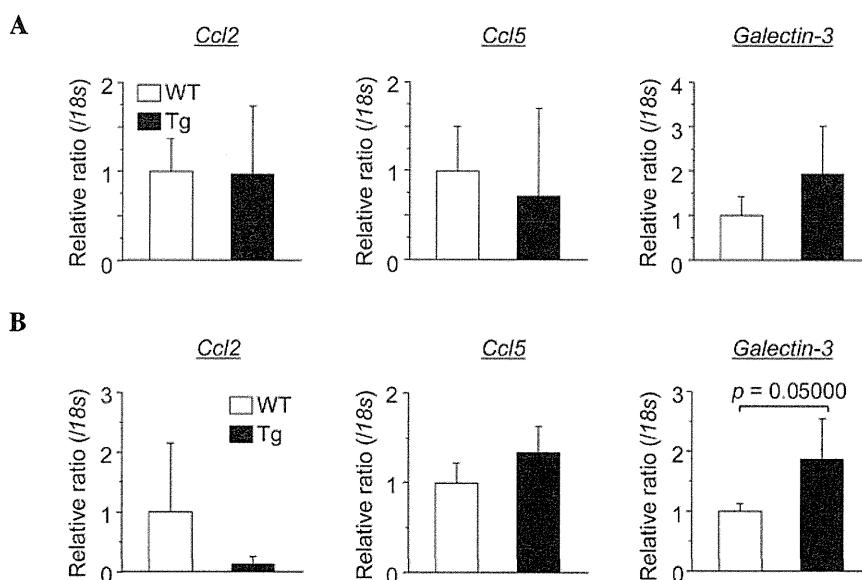 A
Ccl2
Ccl5
Galectin-3
Relative ratio (/18s)
2
1
0
WT
Tg
Relative ratio (/18s)
2
1
0
Relative ratio (/18s)
4
3
2
1
0
B
Ccl2
Ccl5
Galectin-3
Relative ratio (/18s)
3
2
1
0
WT
Tg
Relative ratio (/18s)
2
1
0
Relative ratio (/18s)
3
2
1
0
p = 0.05000